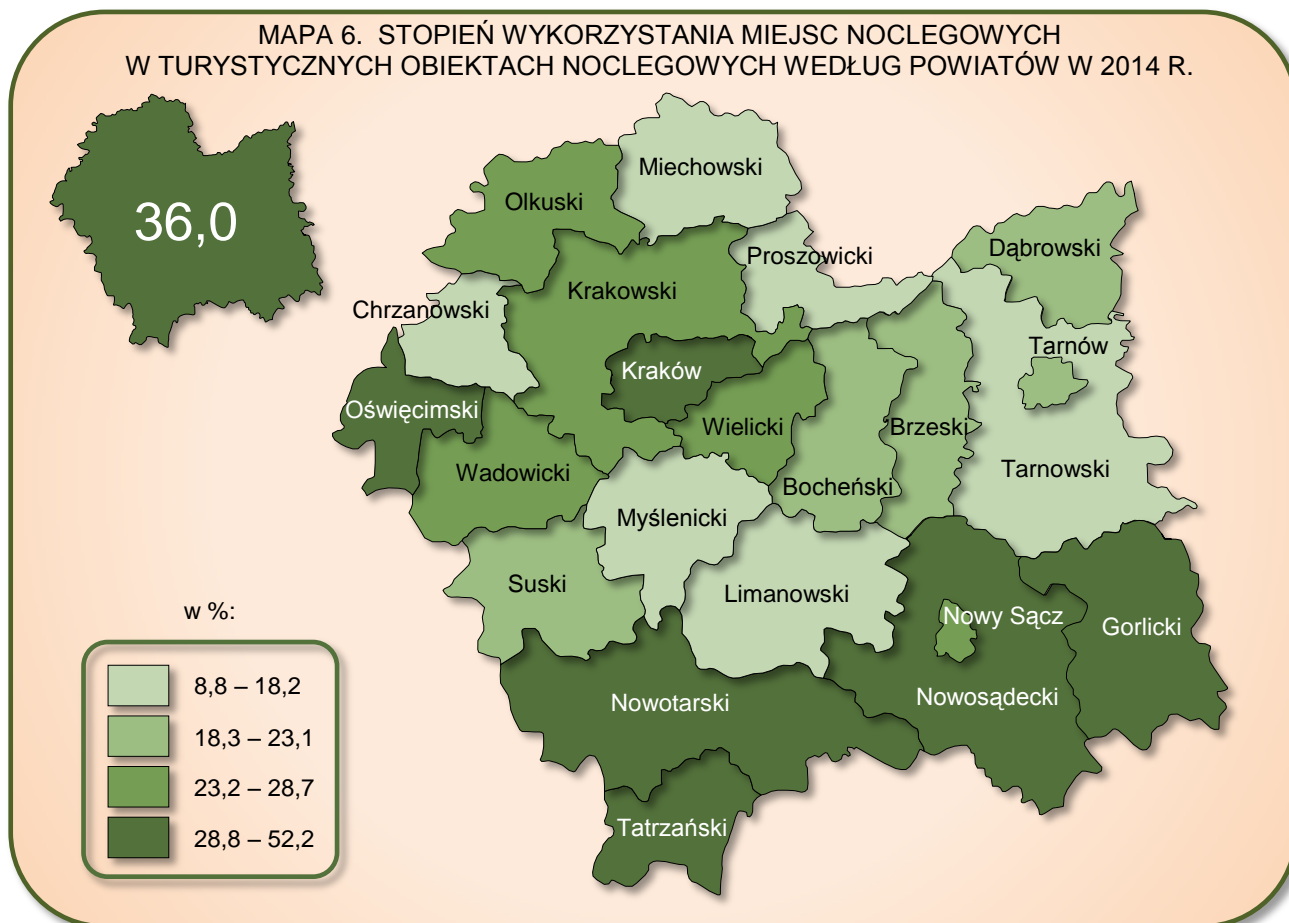 MAPA 6. STOPIEŃ WYKORZYSTANIA MIEJSC NOCLEGOWYCH
W TURYSTYCZNYCH OBIEKTACH NOCLEGOWYCH WEDŁUG POWIATÓW W 2014 R.
36,0
Miechowski
Olkuski
Proszowicki
Dąbrowski
Krakowski
Chrzanowski
Tarnów
Kraków
Oświęcimski
Wielicki
Brzeski
Wadowicki
Bocheński
Tarnowski
Myślenicki
Suski
Limanowski
Nowy Sącz
Gorlicki
Nowosądecki
Nowotarski
Tatrzański
w %:
8,8 – 18,2
18,3 – 23,1
23,2 – 28,7
28,8 – 52,2